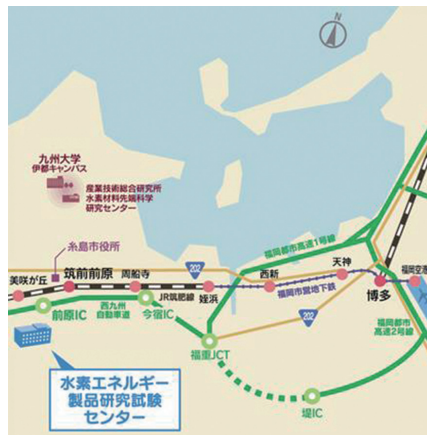 N
九州大学
伊都キャンパス
産業技術総合研究所
水素材料先端科学
研究センター
糸島市役所
福岡都市高速1号線
202
天神
美咲が丘
筑前前原
周船寺
西新
福岡空港
前原IC
西九州
自動車道
今宿IC
JR筑肥線
姪浜
福岡市営地下鉄
博多
202
福岡都市
高速2号線
福重JCT
水素エネルギー
製品研究試験
センター
堤IC